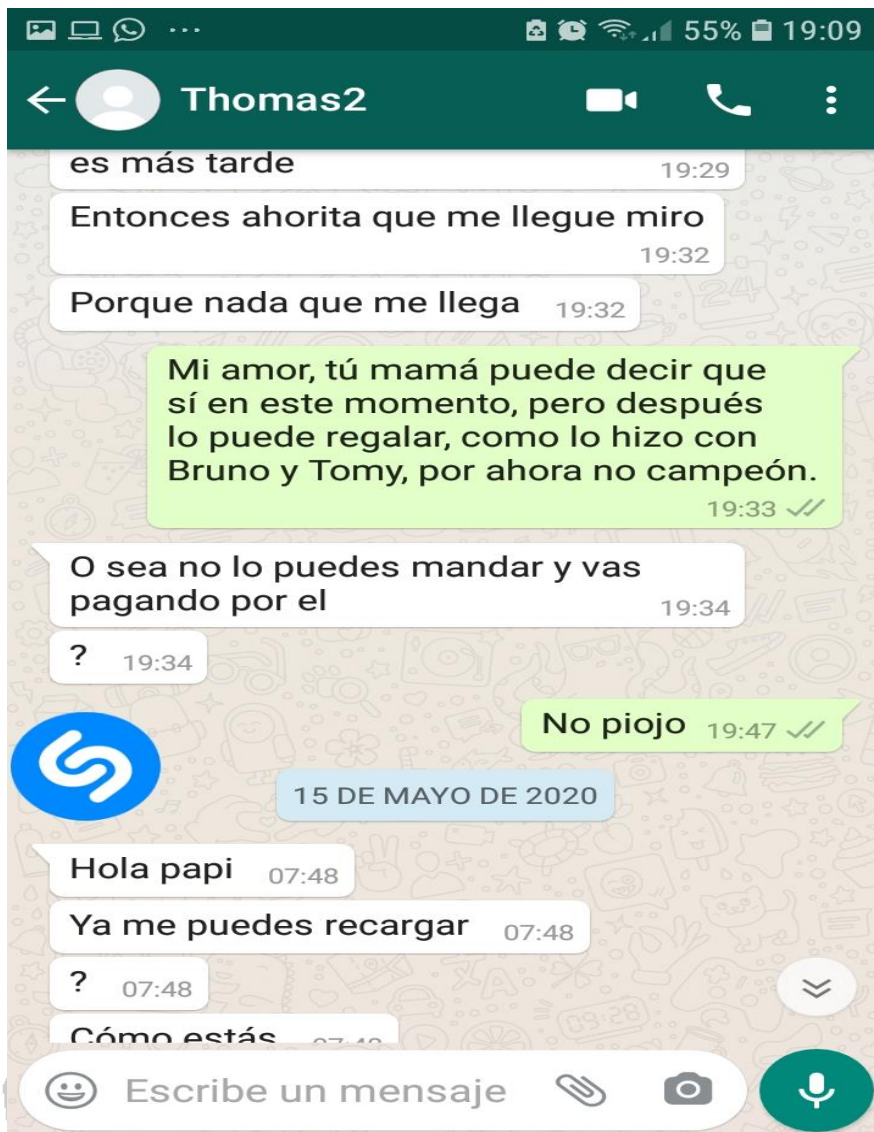 55% 19:09
Thomas2
es más tarde 19:29
Entonces ahorita que me llegue miro
19:32
Porque nada que me llega 19:32
Mi amor, tú mamá puede decir que
sí en este momento, pero después
lo puede regalar, como lo hizo con
Bruno y Tomy, por ahora no campeón.
19:33
O sea no lo puedes mandar y vas
pagando por el 19:34
? 19:34
No piojo 19:47
15 DE MAYO DE 2020
Hola papi 07:48
Ya me puedes recargar 07:48
? 07:48
Cómo estás 07:48
Escribe un mensaje